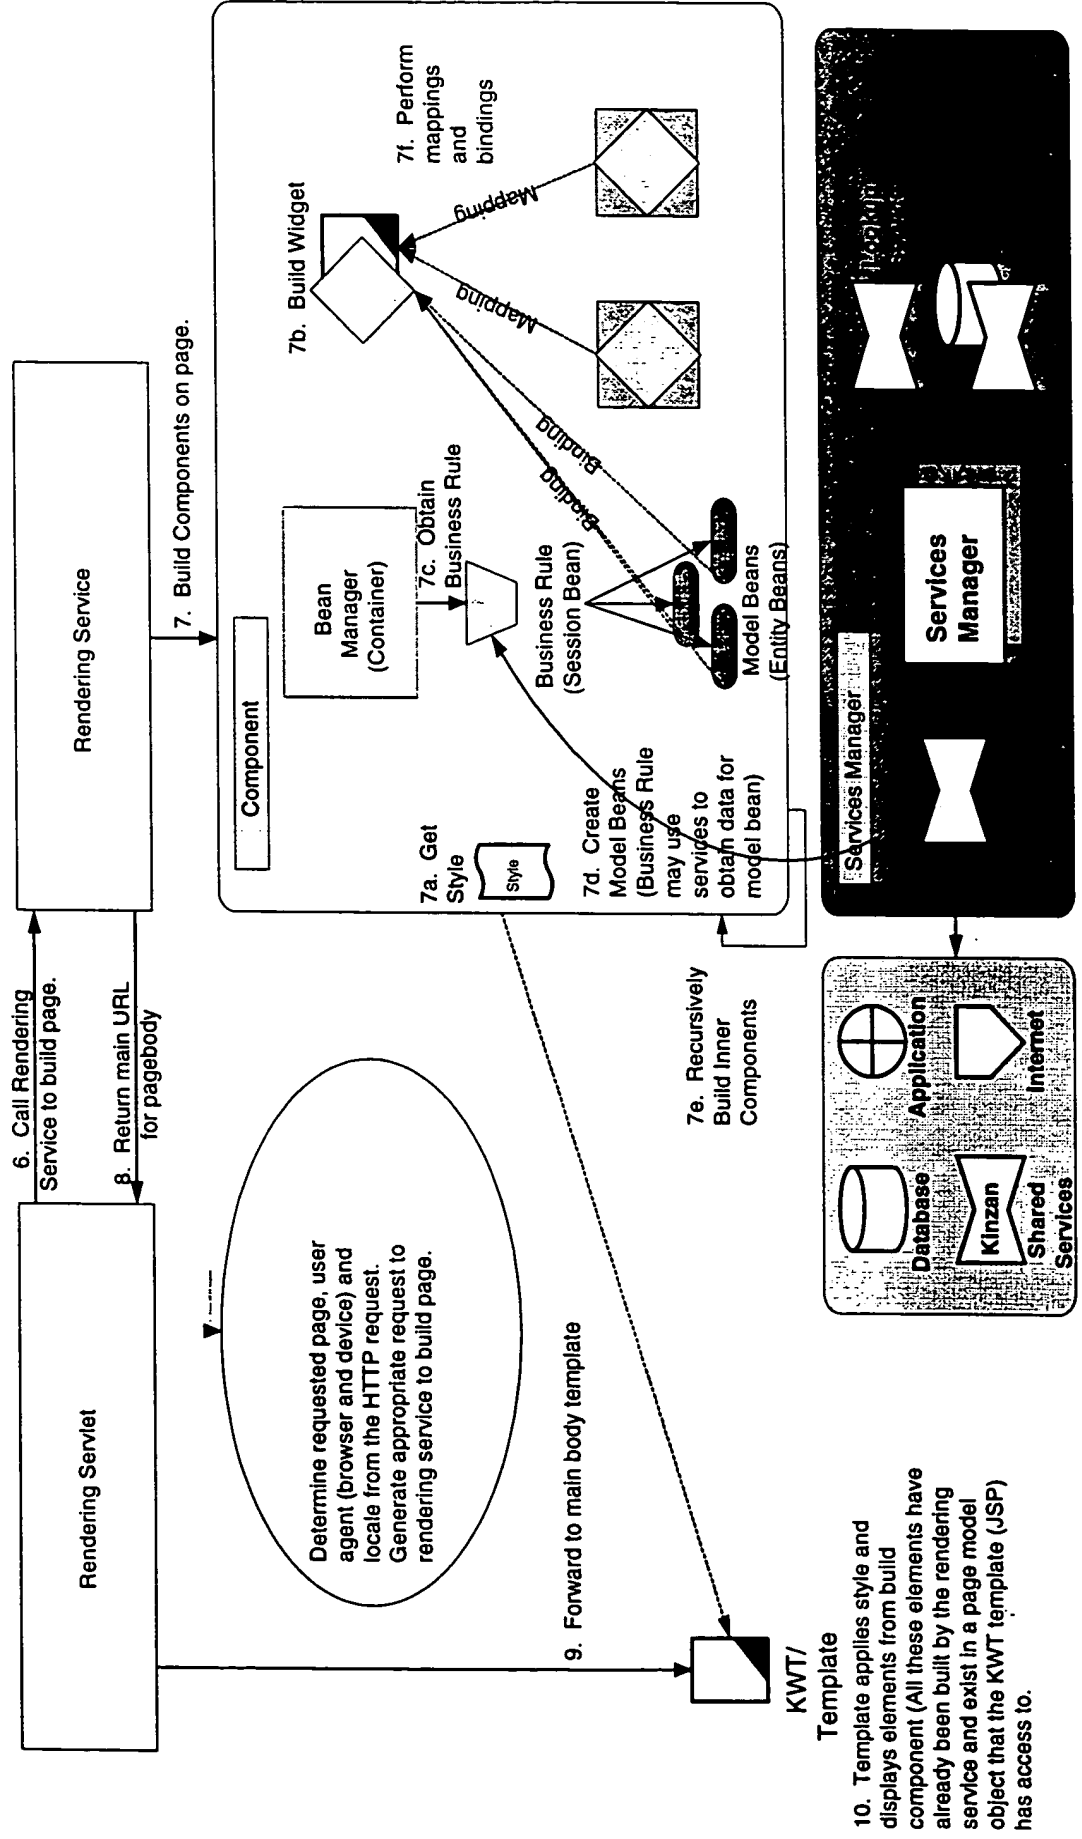 Rendering Servlet
6. Call Rendering
Service to build page.
8. Return main URL
for pagebody
Rendering Service
7. Build Components on page.
Determine requested page, user
agent (browser and device) and
locale from the HTTP request.
Generate appropriate request to
rendering service to build page.
Component
Bean
Manager
(Container)
7a. Get
Style
Style
7b. Build Widget
7c. Obtain
Business Rule
Business Rule
(Session Bean)
7d. Create
Model Beans
(Business Rule
may use
services to
obtain data for
model bean)
Model Beans
(Entity Beans)
Binding
Binding
Mapping
Mapping
7f. Perform
mappings
and
bindings
7e. Recursively
Build Inner
Components
9. Forward to main body template
KWT/
Template
10. Template applies style and
displays elements from build
component (All these elements have
already been built by the rendering
service and exist in a page model
object that the KWT template (JSP)
has access to.
Database
Application
Kinzan
Shared
Services
Internet
Services Manager
Services
Manager